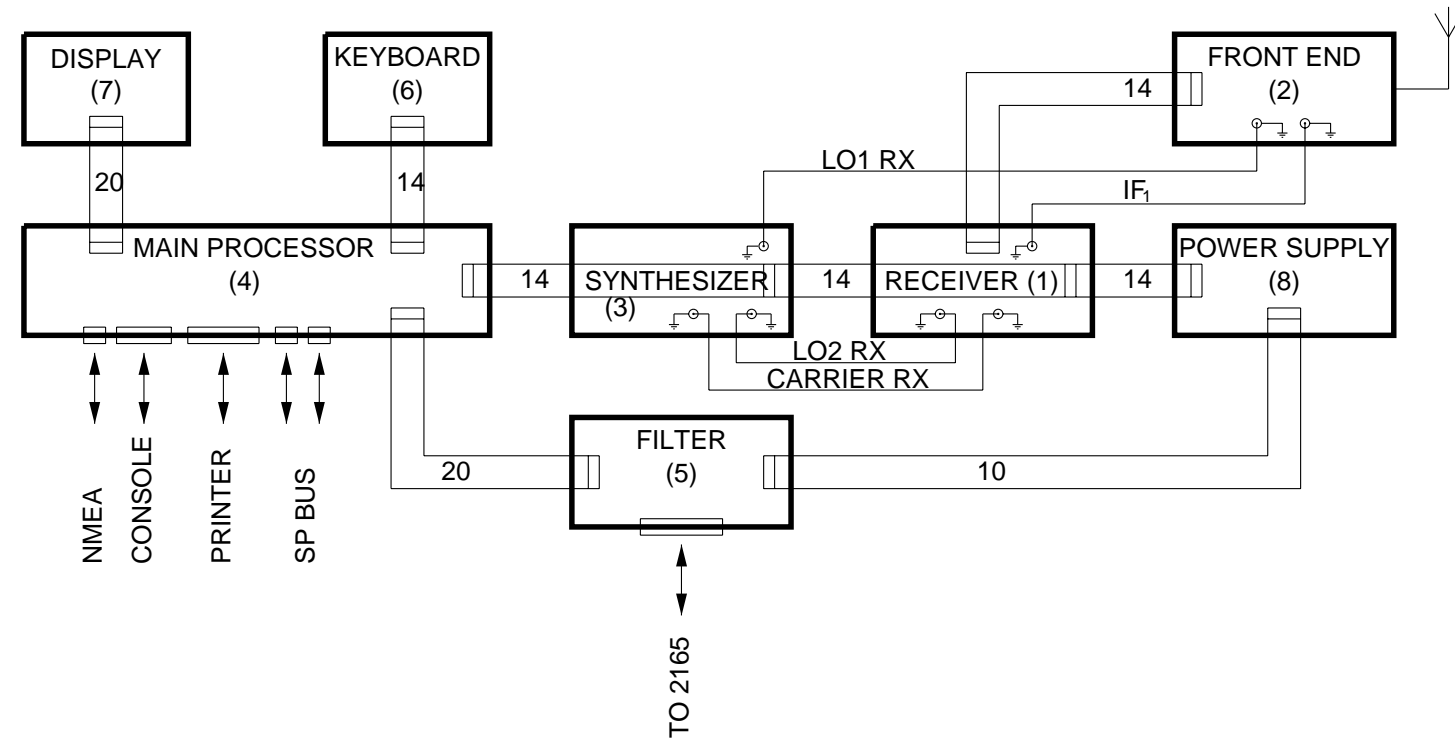 DISPLAY
(7)
KEYBOARD
(6)
FRONT END
(2)
14
20
14
LO1 RX
IF1
MAIN PROCESSOR
(4)
14
SYNTHESIZER
(3)
14
RECEIVER (1)
14
POWER SUPPLY
(8)
LO2 RX
CARRIER RX
FILTER
(5)
20
10
NMEA
CONSOLE
PRINTER
SP BUS
TO 2165